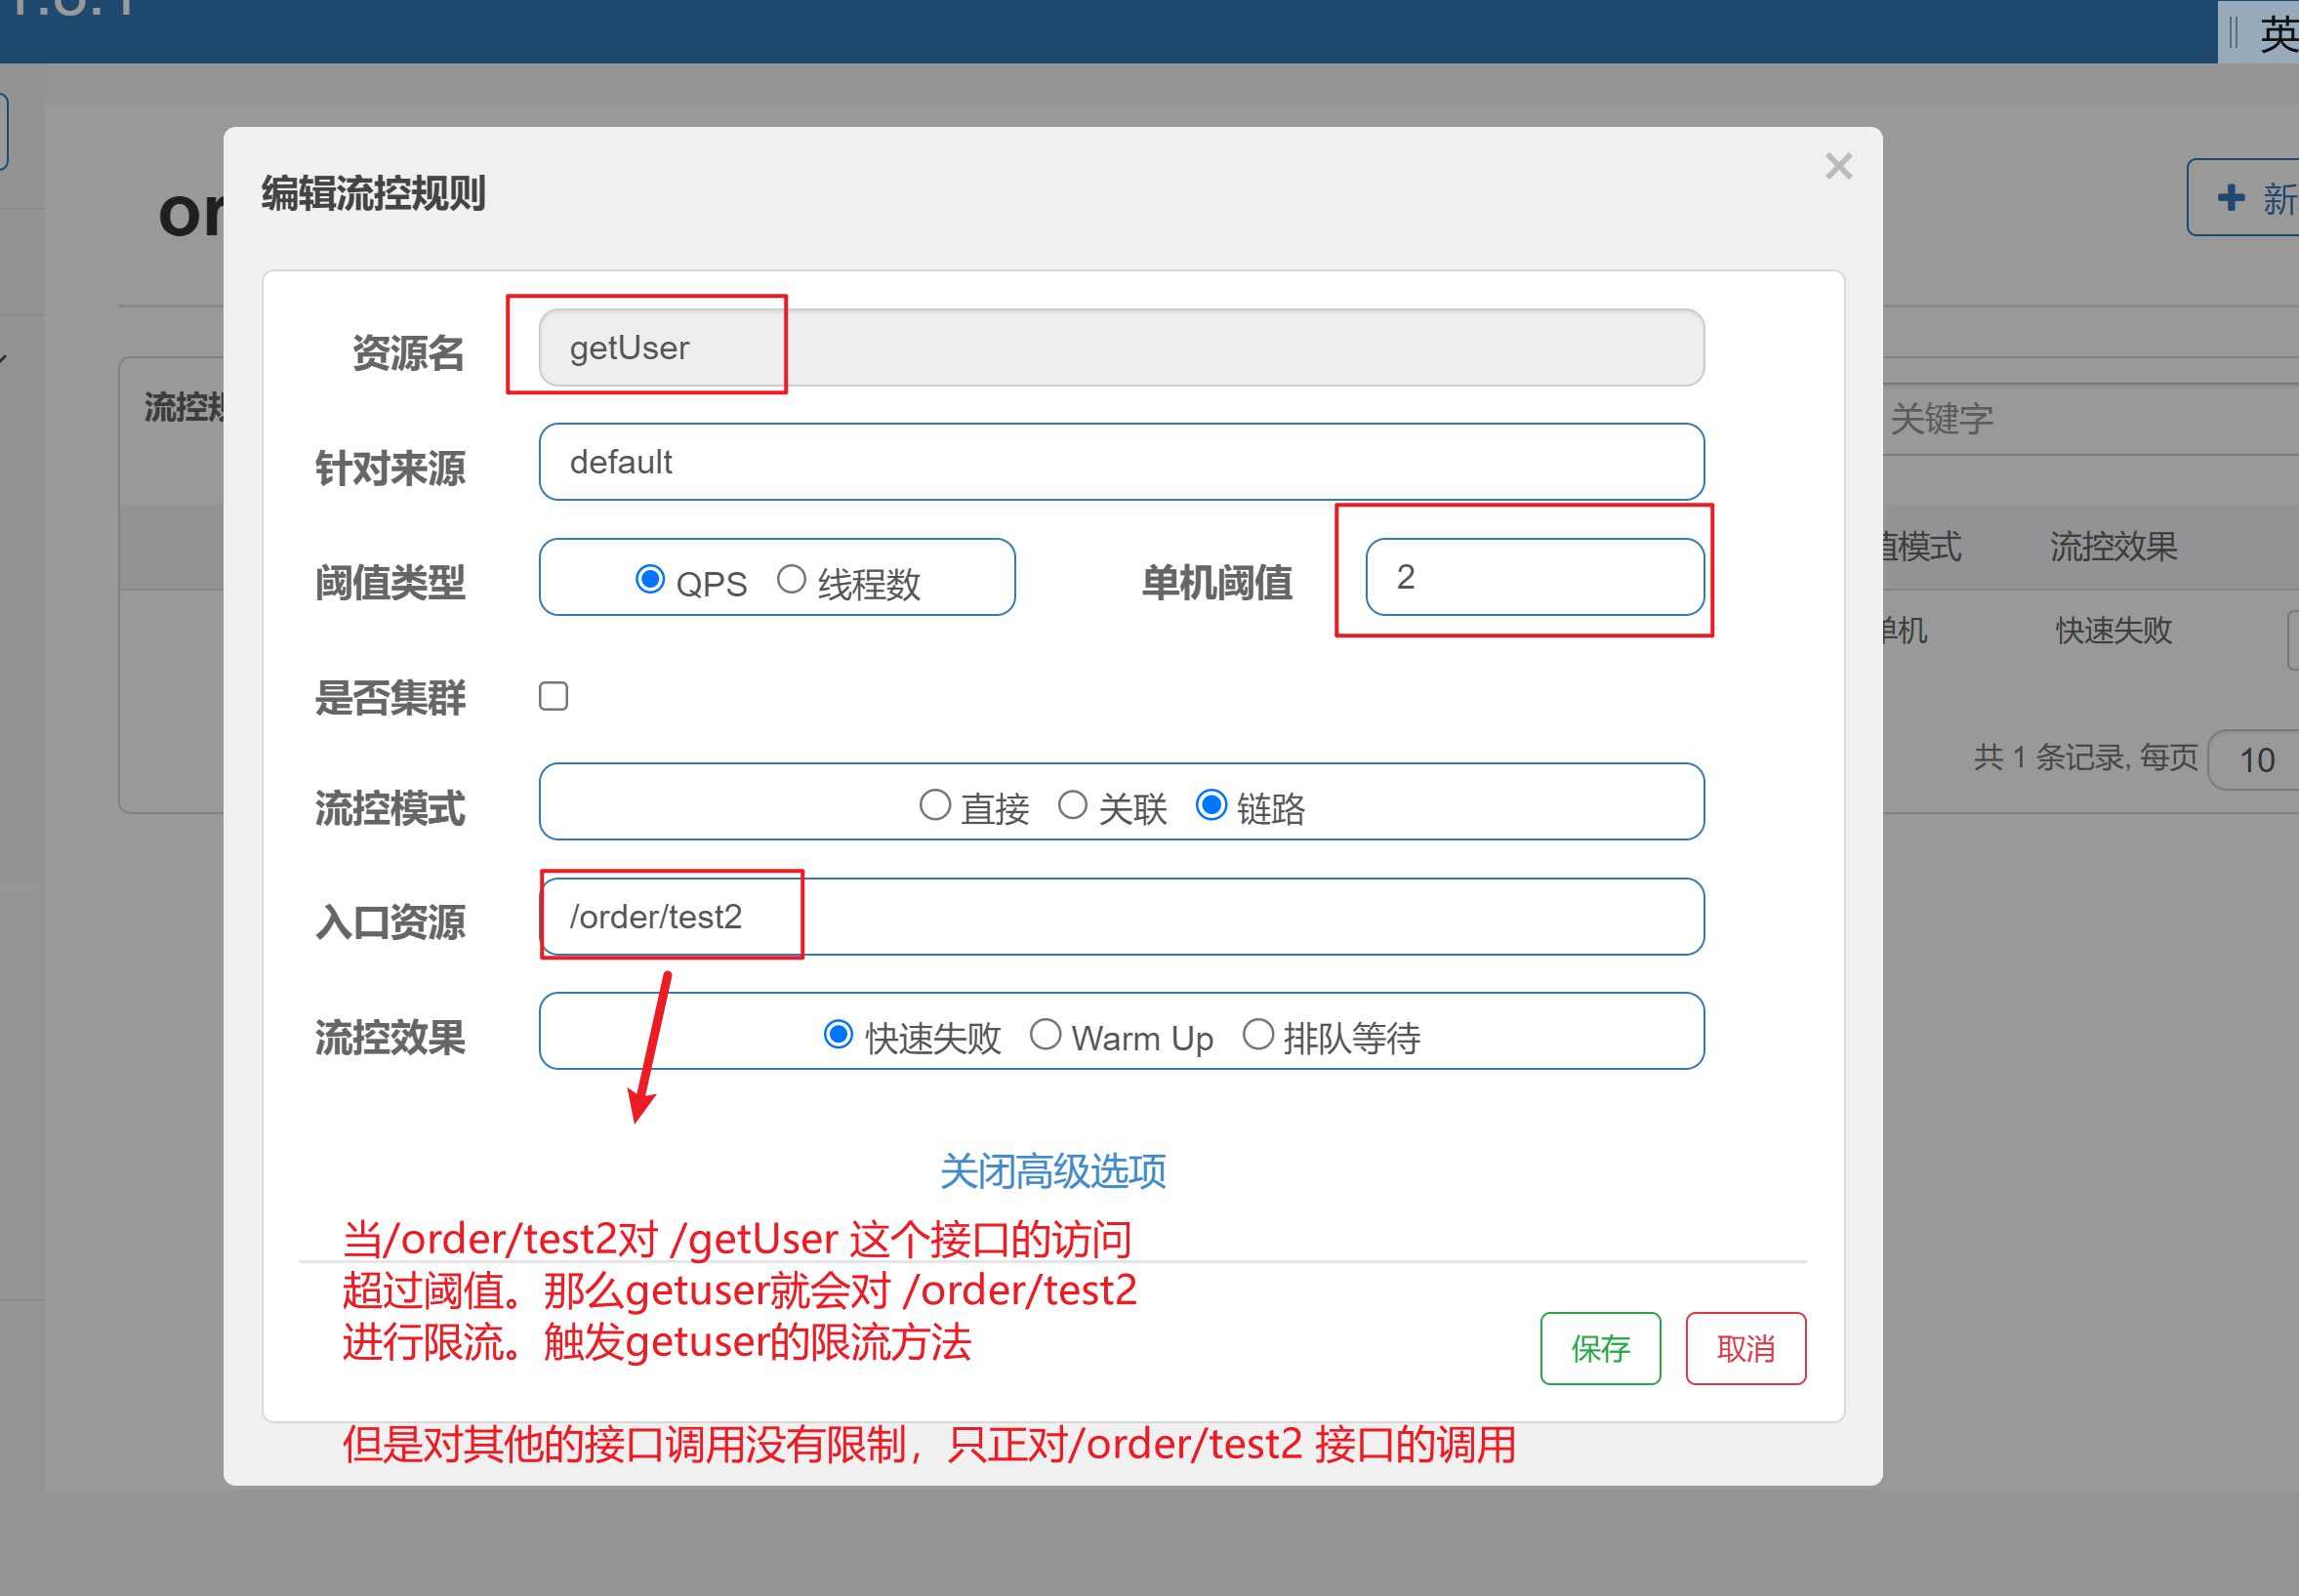 英
编辑流控规则
or
新
资源名 getUser
流控规
关键字
针对来源 default
阈值类型 QPS 线程数 单机阈值 2
值模式 流控效果
单机 快速失败
是否集群
共 1 条记录, 每页 10
流控模式 直接 关联 链路
入口资源 /order/test2
流控效果 快速失败 Warm Up 排队等待
关闭高级选项
当/order/test2对 /getUser 这个接口的访问
超过阈值。那么getuser就会对 /order/test2
进行限流。触发getuser的限流方法
保存 取消
但是对其他的接口调用没有限制，只正对/order/test2 接口的调用